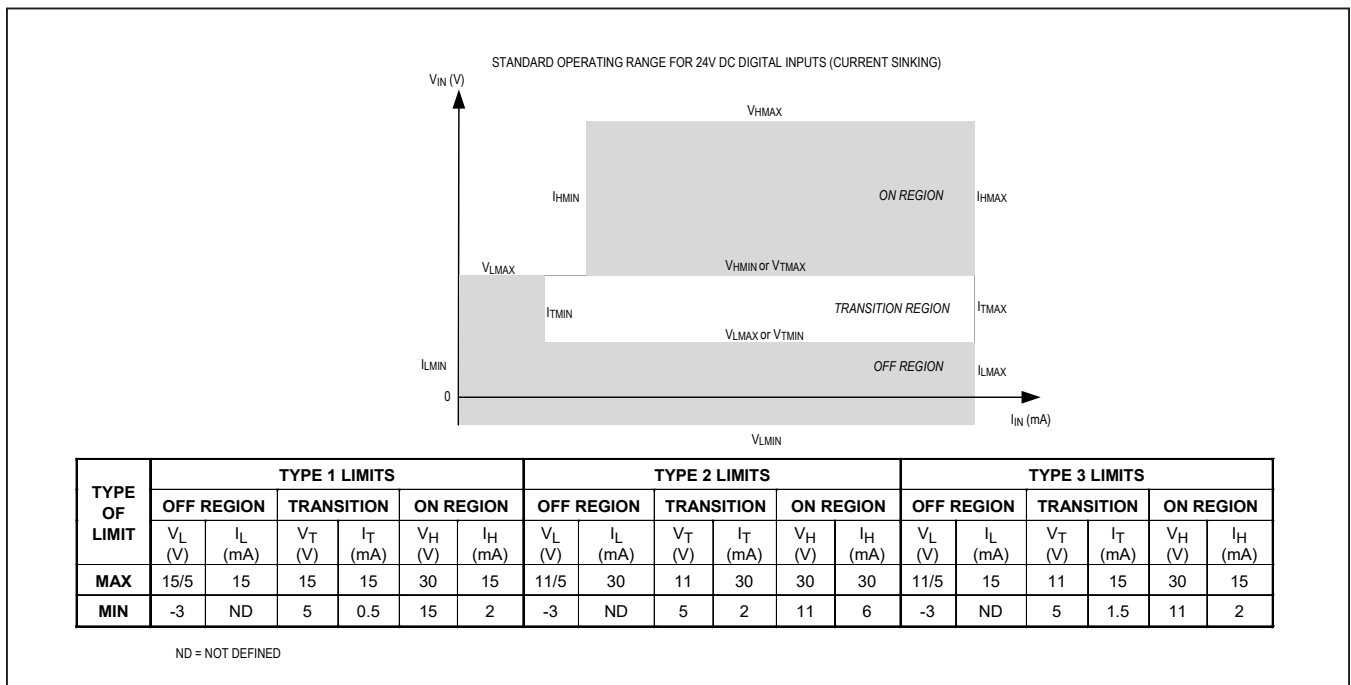 STANDARD OPERATING RANGE FOR 24V DC DIGITAL INPUTS (CURRENT SINKING)
VIN (V)
VHMAX
IHMIN
ON REGION
IHMAX
VLMAX
VHMIN or VTMAX
ITMIN
TRANSITION REGION
ITMAX
VLMAX or VTMIN
ILMIN
OFF REGION
ILMAX
0
IIN (mA)
VLMIN
TYPE OF LIMIT
TYPE 1 LIMITS TYPE 2 LIMITS TYPE 3 LIMITS
OFF REGION TRANSITION ON REGION OFF REGION TRANSITION ON REGION OFF REGION TRANSITION ON REGION
VL (V) IL (mA) VT (V) IT (mA) VH (V) IH (mA) VL (V) IL (mA) VT (V) IT (mA) VH (V) IH (mA) VL (V) IL (mA) VT (V) IT (mA) VH (V) IH (mA)
MAX 15/5 15 15 15 30 15 11/5 30 11 30 30 30 11/5 15 11 15 30 15
MIN -3 ND 5 0.5 15 2 -3 ND 5 2 11 6 -3 ND 5 1.5 11 2
ND = NOT DEFINED